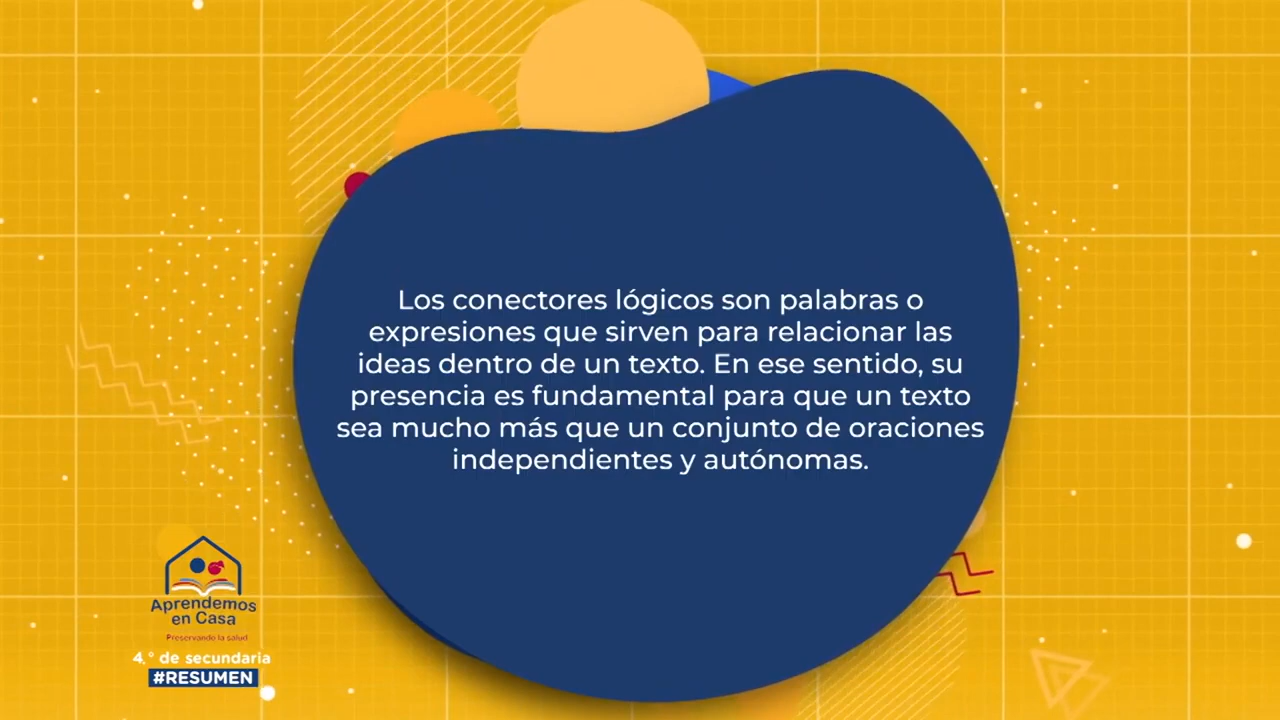 Los conectores lógicos son palabras o
expresiones que sirven para relacionar las
ideas dentro de un texto. En ese sentido, su
presencia es fundamental para que un texto
sea mucho más que un conjunto de oraciones
independientes y autónomas.
Aprendemos
en Casa
Preservando la salud
4.° de secundaria
#RESUMEN